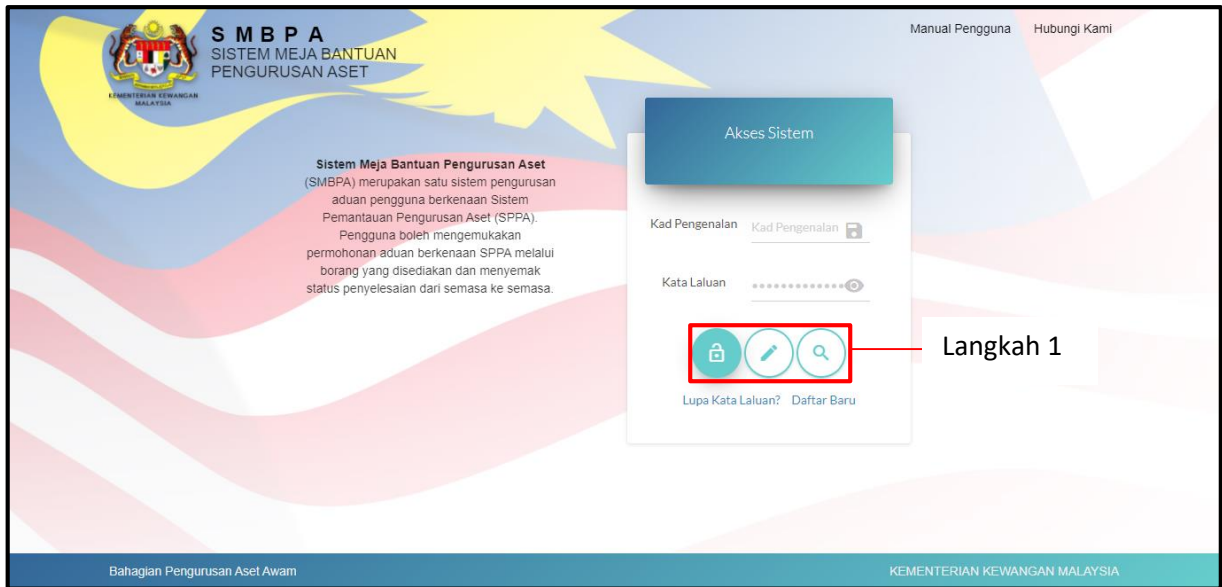 S M B P A
SISTEM MEJA BANTUAN
PENGURUSAN ASET
KEMENTERIAN KEWANGAN
MALAYSIA
Manual Pengguna
Hubungi Kami
Sistem Meja Bantuan Pengurusan Aset
(SMBPA) merupakan satu sistem pengurusan
aduan pengguna berkenaan Sistem
Pemantauan Pengurusan Aset (SPPA).
Pengguna boleh mengemukakan
permohonan aduan berkenaan SPPA melalui
borang yang disediakan dan menyemak
status penyelesaian dari semasa ke semasa.
Akses Sistem
Kad Pengenalan Kad Pengenalan
Kata Laluan
Langkah 1
Lupa Kata Laluan? Daftar Baru
Bahagian Pengurusan Aset Awam
KEMENTERIAN KEWANGAN MALAYSIA